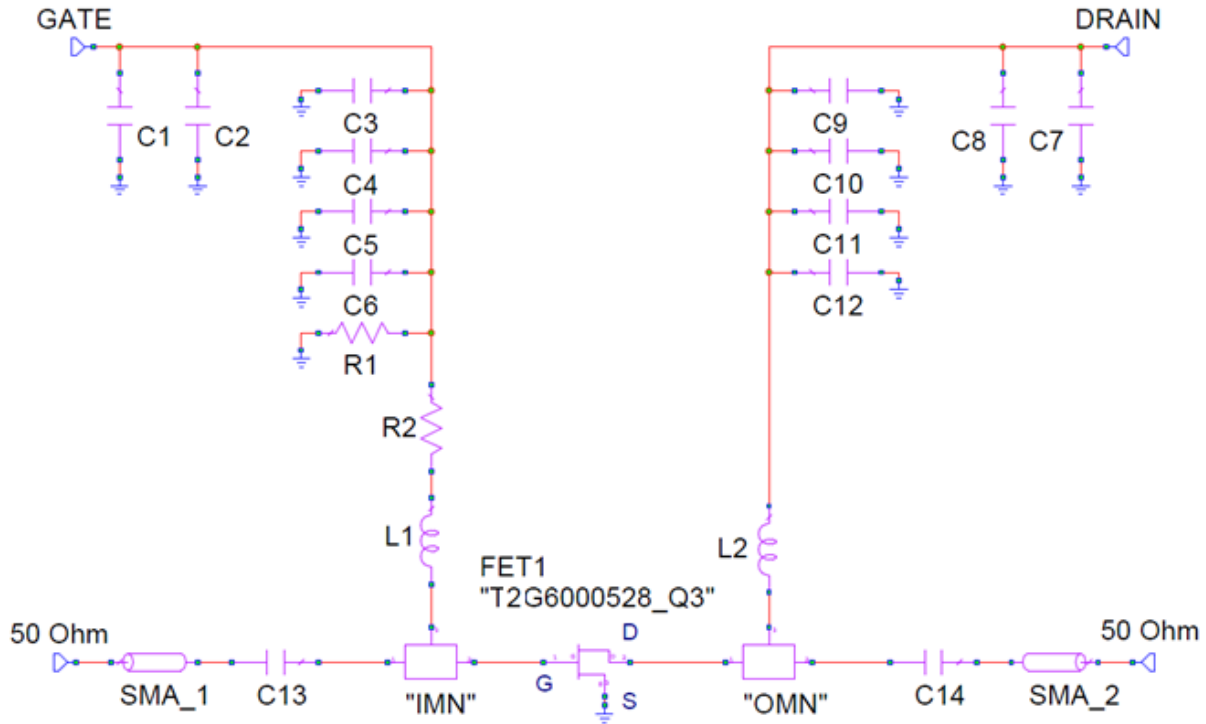 GATE
DRAIN
C1
C2
C3
C4
C5
C6
R1
R2
L1
C9
C10
C11
C12
C8
C7
L2
FET1
"T2G6000528_Q3"
50 Ohm
SMA_1
C13
"IMN"
G
D
S
"OMN"
C14
SMA_2
50 Ohm